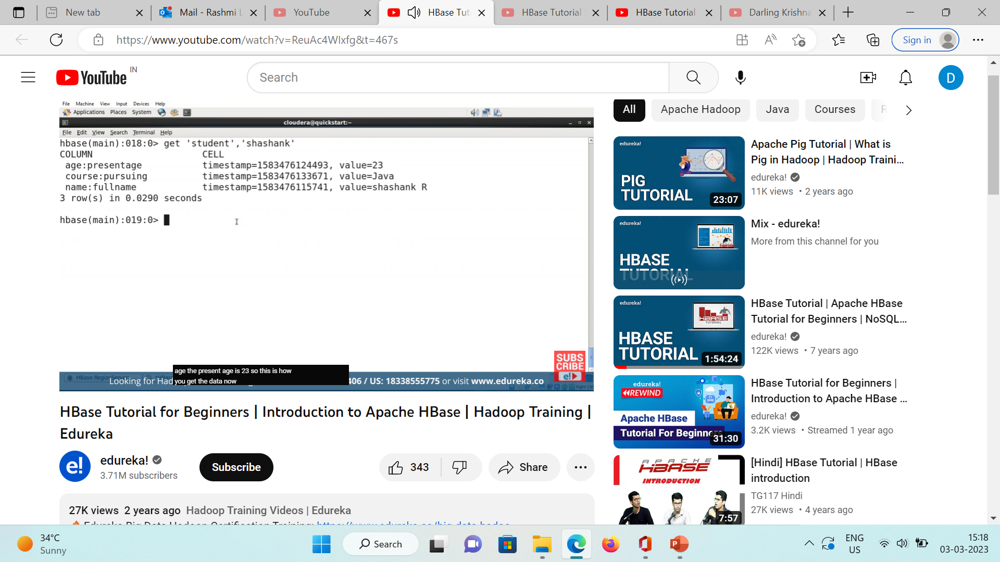 New tab
Mail - Rashmi L
YouTube
HBase Tut
HBase Tutorial
HBase Tutorial
Darling Krishna
https://www.youtube.com/watch?v=ReuAc4WIxfg&t=467s
Sign in
YouTube IN
Search
D
File Machine View Input Devices Help
Applications Places System
cloudera@quickstart:~
File Edit View Search Terminal Help
hbase(main):018:0> get 'student','shashank'
COLUMN CELL
age:presentage timestamp=1583476124493, value=23
course:pursuing timestamp=1583476133671, value=Java
name:fullname timestamp=1583476115741, value=shashank R
3 row(s) in 0.0290 seconds
hbase(main):019:0>
SUBS
CRIBE
e!
age the present age is 23 so this is how
you get the data now
Looking for Had 406 / US: 18338555775 or visit www.edureka.co
HBase Tutorial for Beginners | Introduction to Apache HBase | Hadoop Training |
Edureka
e!
edureka!
3.71M subscribers
Subscribe
343
Share
27K views 2 years ago Hadoop Training Videos | Edureka
All
Apache Hadoop
Java
Courses
edureka!
PIG
TUTORIAL
23:07
Apache Pig Tutorial | What is
Pig in Hadoop | Hadoop Traini...
edureka!
11K views • 2 years ago
edureka!
HBASE
TUTORIAL
Mix - edureka!
More from this channel for you
edureka!
HBASE
TUTORIAL
HBASE
TUTORIAL
1:54:24
HBase Tutorial | Apache HBase
Tutorial for Beginners | NoSQL...
edureka!
122K views • 7 years ago
edureka!
REWIND
Apache HBase
Tutorial For Beginners
31:30
HBase Tutorial for Beginners |
Introduction to Apache HBase ...
edureka!
3.2K views • Streamed 1 year ago
APACHE
HBASE
INTRODUCTION
7:57
[Hindi] HBase Tutorial | HBase
introduction
TG117 Hindi
27K views • 4 years ago
34°C
Sunny
Search
ENG
US
15:18
03-03-2023